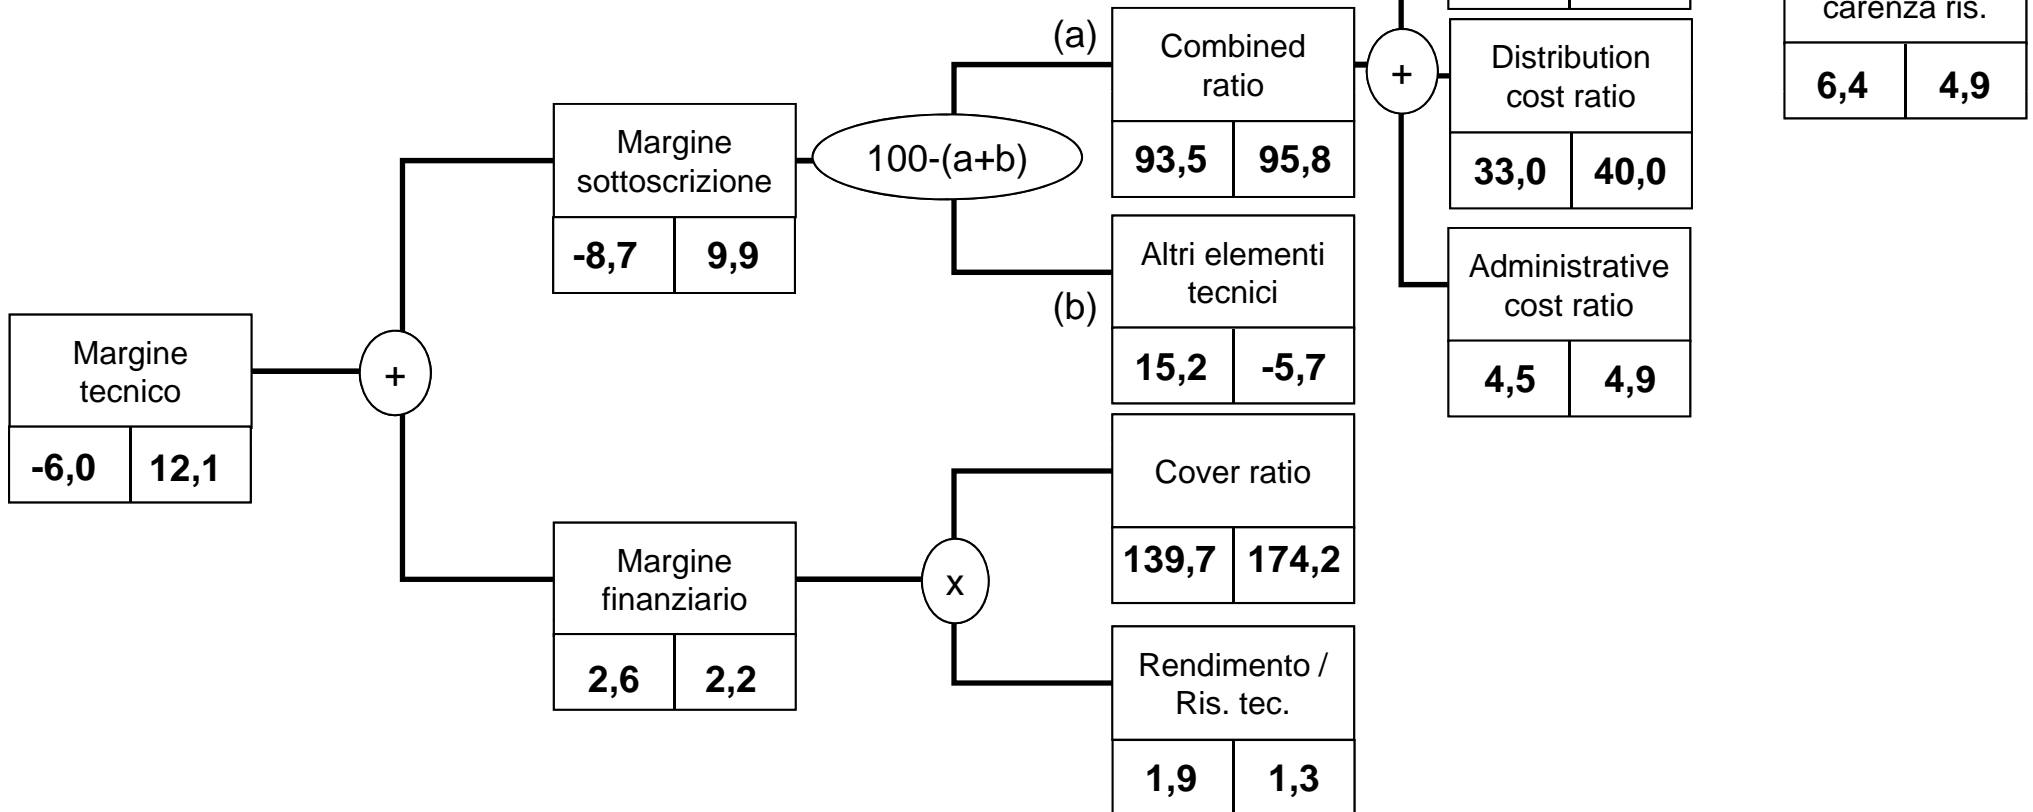 carenza ris.
6,4 4,9
(a)
Combined
ratio
93,5 95,8
+
Distribution
cost ratio
33,0 40,0
Margine
sottoscrizione
-8,7 9,9
100-(a+b)
Altri elementi
tecnici
(b)
15,2 -5,7
Administrative
cost ratio
4,5 4,9
Margine
tecnico
-6,0 12,1
+
Cover ratio
139,7 174,2
Margine
finanziario
2,6 2,2
x
Rendimento /
Ris. tec.
1,9 1,3